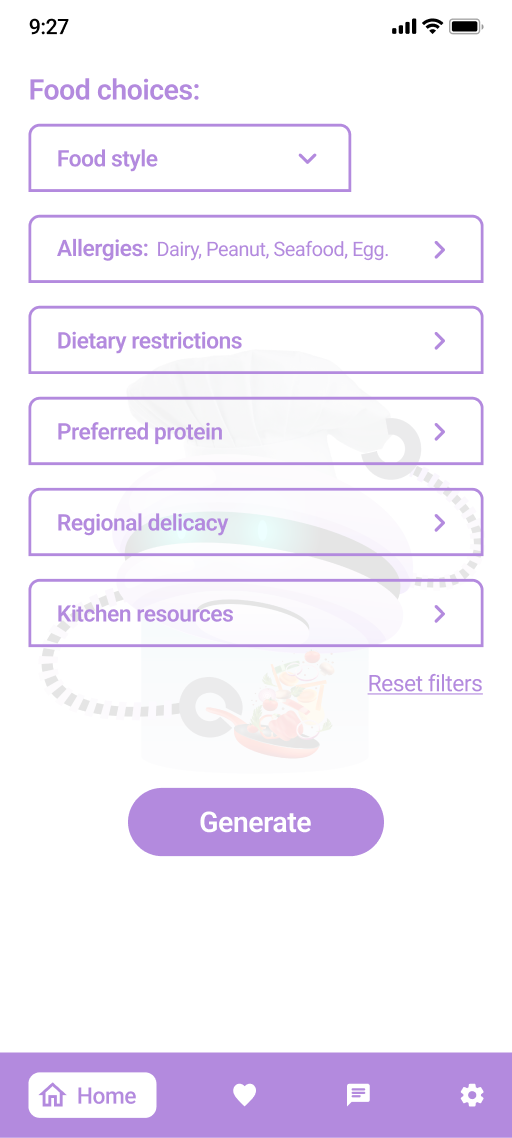 9:27
Food choices:
Food style
Allergies: Dairy, Peanut, Seafood, Egg.
Dietary restrictions
Preferred protein
Regional delicacy
Kitchen resources
Reset filters
Generate
Home